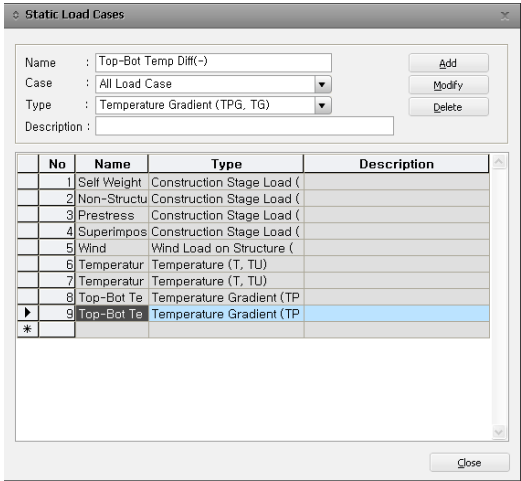 Static Load Cases
Name : Top-Bot Temp Diff(-) Add
Case : All Load Case Modify
Type : Temperature Gradient (TPG, TG) Delete
Description :
No Name Type Description
1 Self Weight Construction Stage Load (
2 Non-Structu Construction Stage Load (
3 Prestress Construction Stage Load (
4 Superimpos Construction Stage Load (
5 Wind Wind Load on Structure (
6 Temperatur Temperature (T, TU)
7 Temperatur Temperature (T, TU)
8 Top-Bot Te Temperature Gradient (TP
9 Top-Bot Te Temperature Gradient (TP
Close